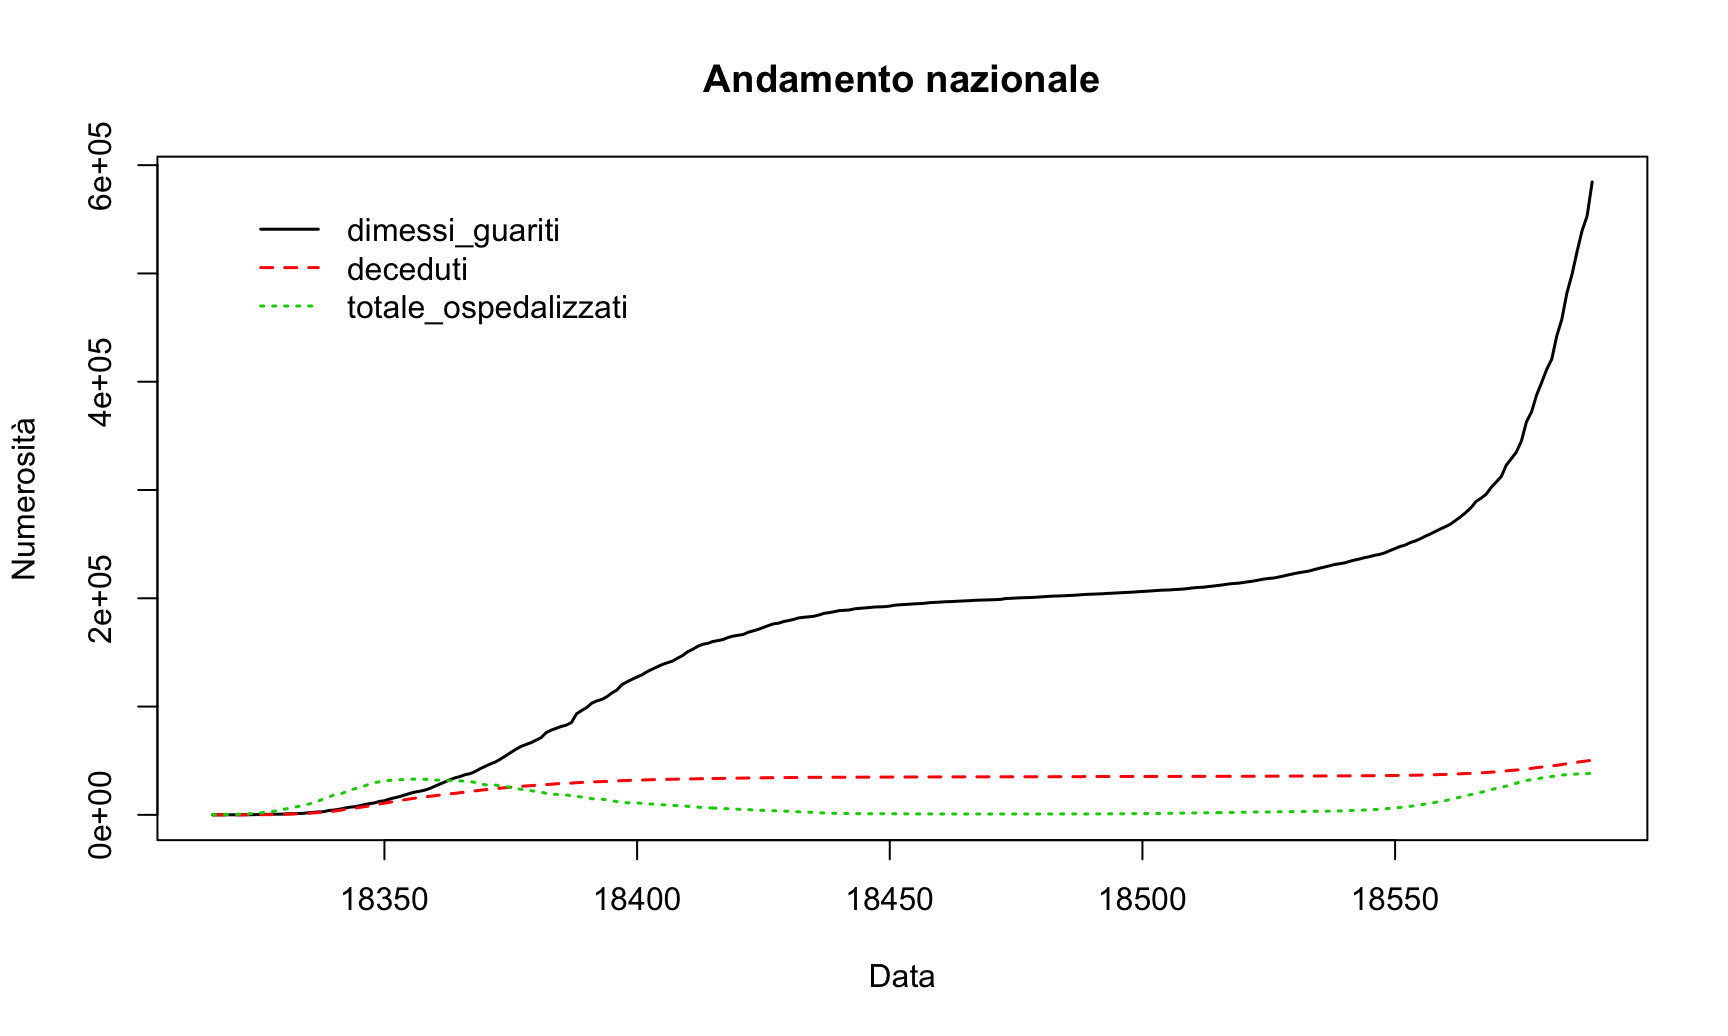 Andamento nazionale
6e+05
4e+05
2e+05
0e+00
Numerosità
dimessi_guariti
deceduti
totale_ospedalizzati
18350 18400 18450 18500 18550
Data